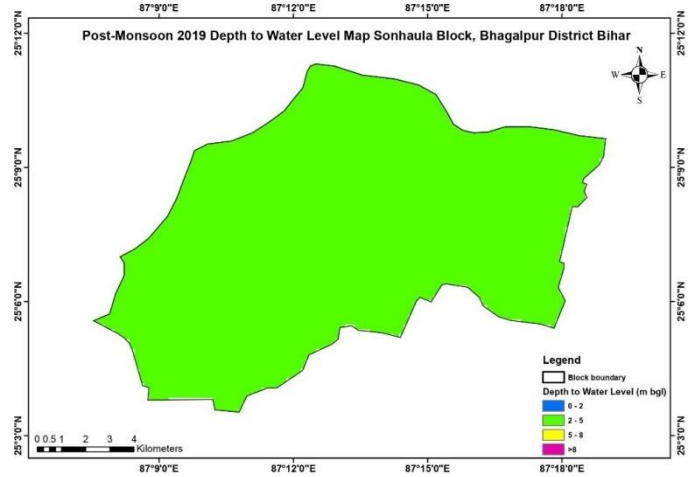 87°9'0"E 87°12'0"E 87°15'0"E 87°18'0"E
Post-Monsoon 2019 Depth to Water Level Map Sonhaula Block, Bhagalpur District Bihar
N
W E
S
25°12'0"N 25°12'0"N
25°9'0"N 25°9'0"N
25°6'0"N 25°6'0"N
25°3'0"N 25°3'0"N
Legend
Block boundary
Depth to Water Level (m bgl)
0 - 2
2 - 5
5 - 8
>8
0 0.5 1 2 3 4
Kilometers
87°9'0"E 87°12'0"E 87°15'0"E 87°18'0"E